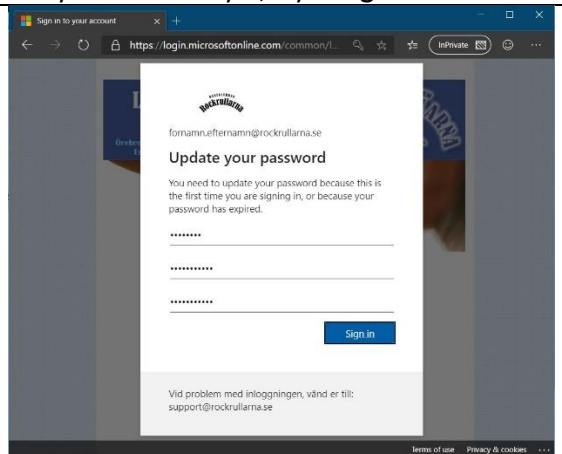 Sign in to your account
https://login.microsoftonline.com/common/l...
InPrivate
Rockrullarna
fornamn.efternamn@rockrullarna.se
Update your password
You need to update your password because this is
the first time you are signing in, or because your
password has expired.
Sign in
Vid problem med inloggningen, vänd er till:
support@rockrullarna.se
Terms of use Privacy & cookies